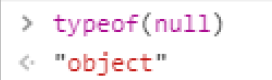 > typeof(null)
<· "object"